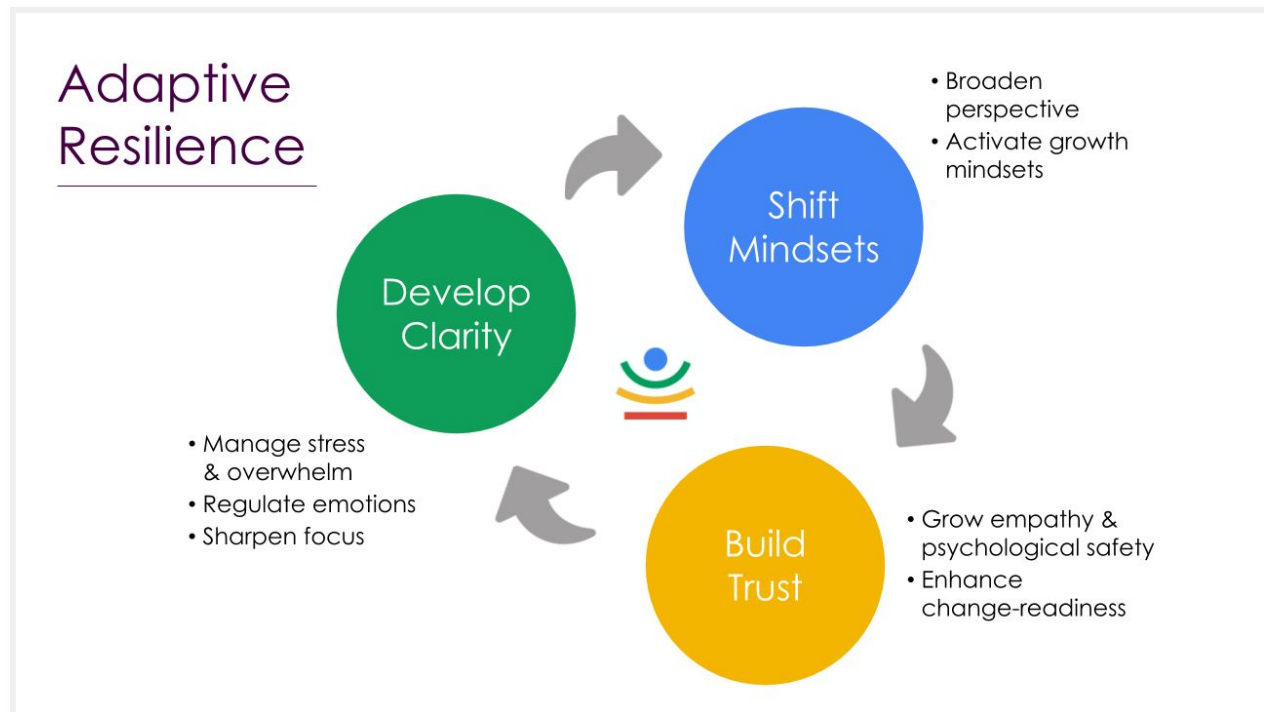 Adaptive
Resilience
Develop
Clarity
• Manage stress
& overwhelm
• Regulate emotions
• Sharpen focus
Shift
Mindsets
• Broaden
perspective
• Activate growth
mindsets
Build
Trust
• Grow empathy &
psychological safety
• Enhance
change-readiness